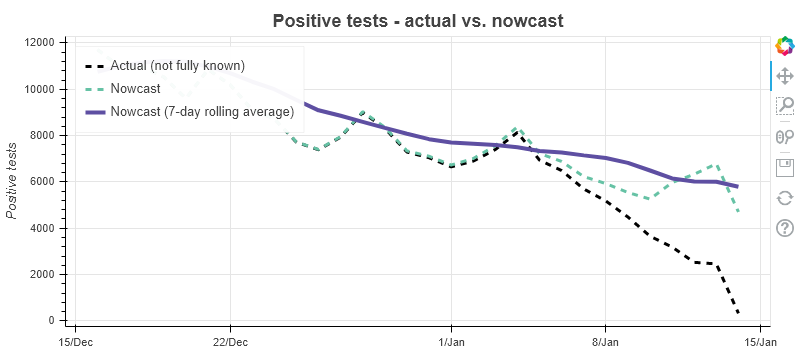 Positive tests - actual vs. nowcast
12000
10000
8000
6000
4000
2000
0
Positive tests
Actual (not fully known)
Nowcast
Nowcast (7-day rolling average)
15/Dec
22/Dec
1/Jan
8/Jan
15/Jan